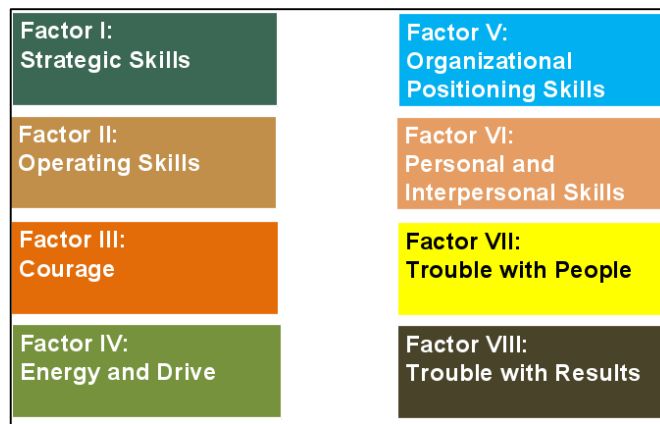 Factor I:
Strategic Skills
Factor II:
Operating Skills
Factor III:
Courage
Factor IV:
Energy and Drive
Factor V:
Organizational
Positioning Skills
Factor VI:
Personal and
Interpersonal Skills
Factor VII:
Trouble with People
Factor VIII:
Trouble with Results